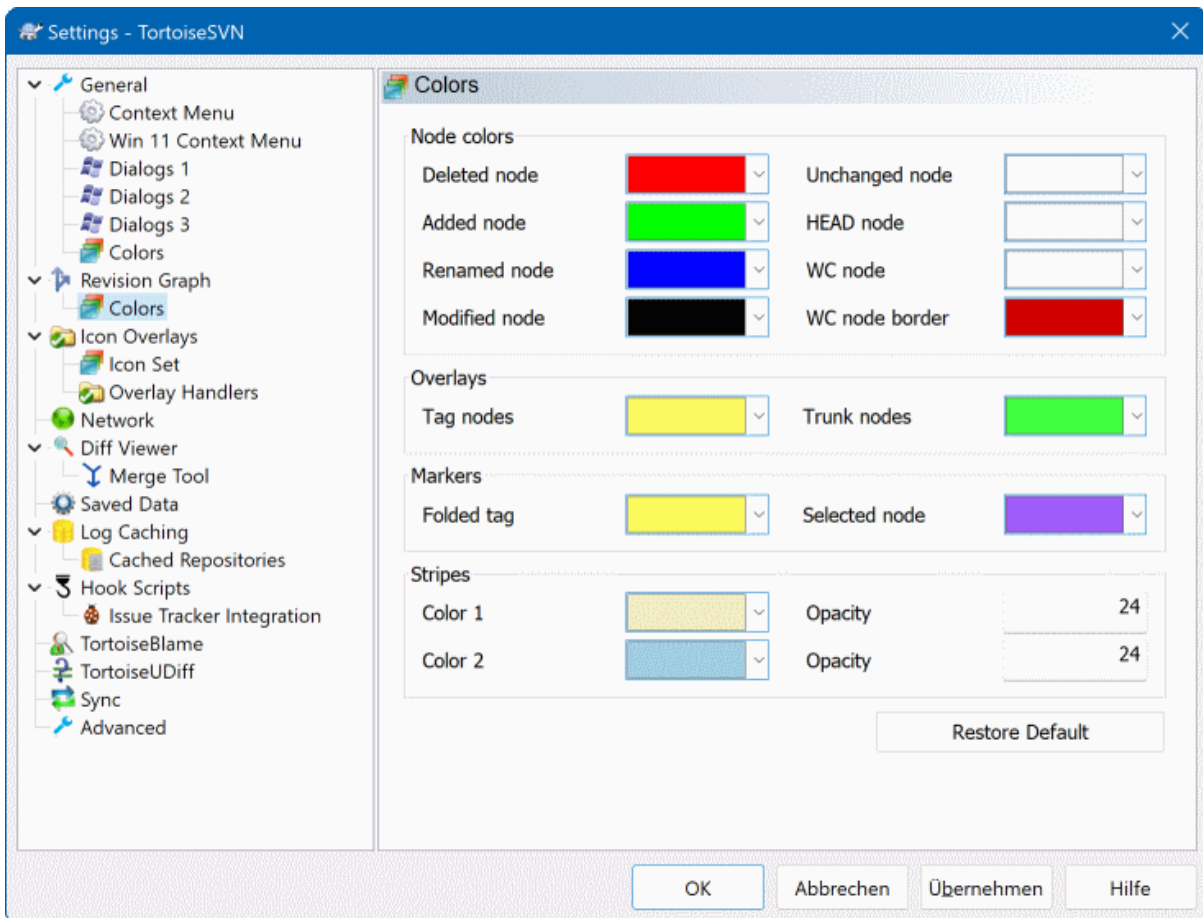 Settings - TortoiseSVN
General
Context Menu
Win 11 Context Menu
Dialogs 1
Dialogs 2
Dialogs 3
Colors
Revision Graph
Colors
Icon Overlays
Icon Set
Overlay Handlers
Network
Diff Viewer
Merge Tool
Saved Data
Log Caching
Cached Repositories
Hook Scripts
Issue Tracker Integration
TortoiseBlame
TortoiseUDiff
Sync
Advanced
Colors
Node colors
Deleted node Unchanged node
Added node HEAD node
Renamed node WC node
Modified node WC node border
Overlays
Tag nodes Trunk nodes
Markers
Folded tag Selected node
Stripes
Color 1 Opacity 24
Color 2 Opacity 24
Restore Default
OK Abbrechen Übernehmen Hilfe